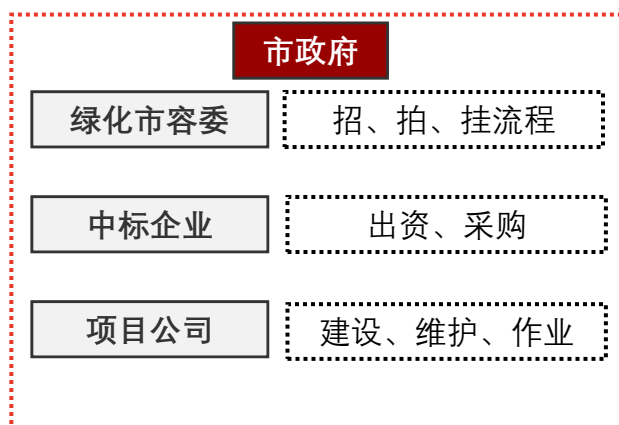 市政府
绿化市容委 招、拍、挂流程
中标企业 出资、采购
项目公司 建设、维护、作业